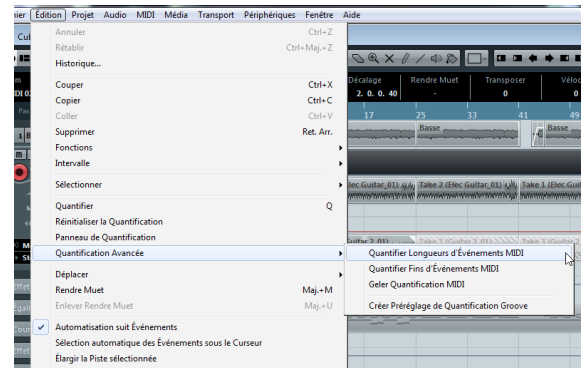 ier Édition Projet Audio MIDI Média Transport Périphériques Fenêtre Aide
Annuler Ctrl+Z
Rétablir Ctrl+Maj.+Z
Historique...
Couper Ctrl+X
Copier Ctrl+C
Coller Ctrl+V
Supprimer Ret. Arr.
Fonctions
Intervalle
Sélectionner
Quantifier Q
Réinitialiser la Quantification
Panneau de Quantification
Quantification Avancée
Déplacer
Rendre Muet Maj.+M
Enlever Rendre Muet Maj.+U
Automatisation suit Événements
Sélection automatique des Événements sous le Curseur
Élargir la Piste sélectionnée
Quantifier Longueurs d'Événements MIDI
Quantifier Fins d'Événements MIDI
Geler Quantification MIDI
Créer Préréglage de Quantification Groove
Décalage Rendre Muet Transposer Véloc
2. 0. 0. 40 - 0 0
17 25 33 41 49
Basse Basse
lec Guitar_01) Take 2 (Elec Guitar_01) Take 1 (Elec Guit